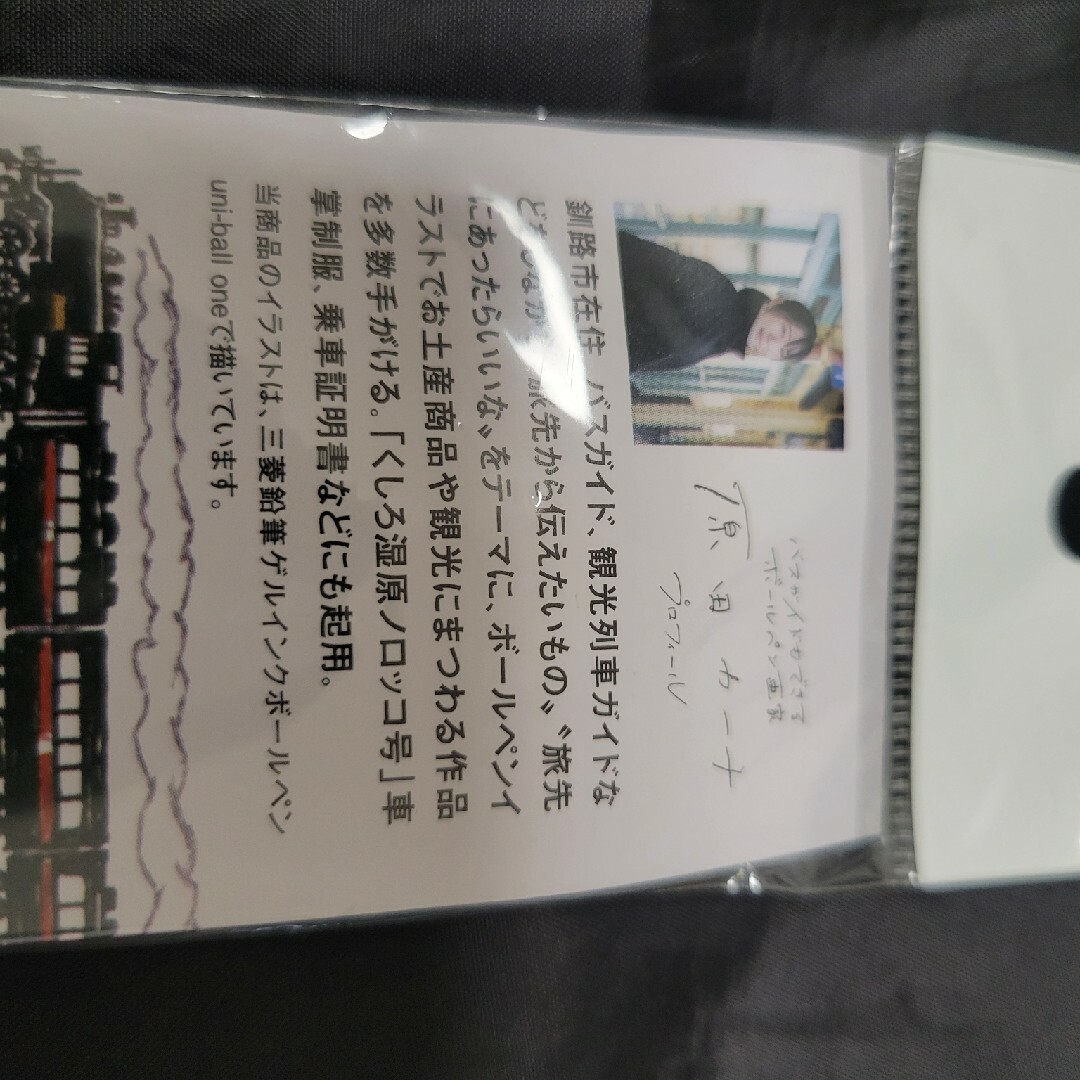 バスガイドもできる
ボールペン画家
原田カーナ
プロフィール
釧路市在住 バスガイド、観光列車ガイドな
ど 旅先から伝えたいもの〟〝旅先
にあったらいいな〟をテーマに、ボールペンイ
ラストでお土産商品や観光にまつわる作品
を多数手がける。「くしろ湿原ノロッコ号」車
掌制服、乗車証明書などにも起用。
当商品のイラストは、三菱鉛筆ゲルインクボールペン
uni-ball oneで描いています。